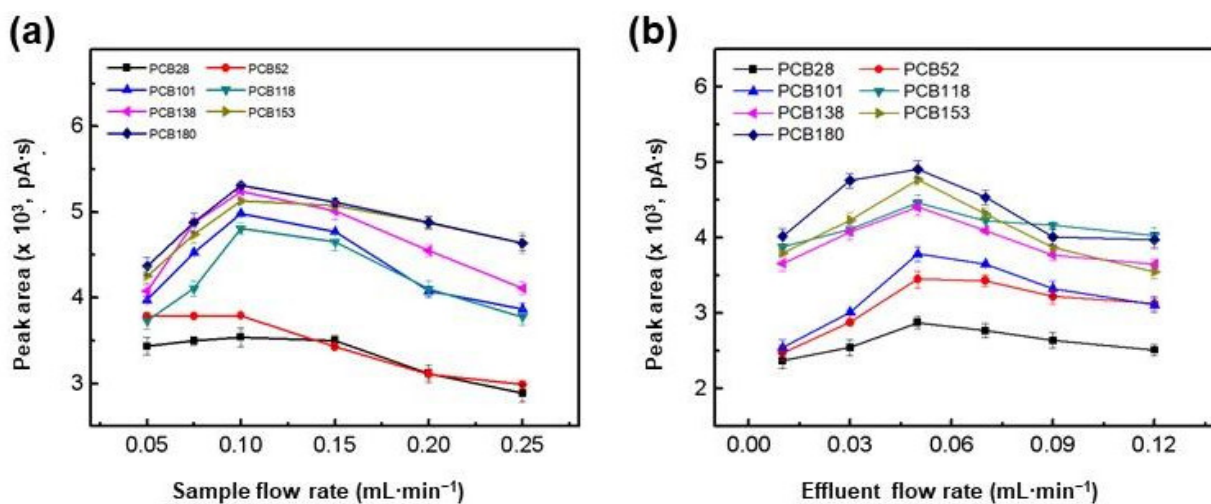 (a)
PCB28 PCB52
PCB101 PCB118
PCB138 PCB153
PCB180
Peak area (x 10³, pA·s)
6
5
4
3
0.05 0.10 0.15 0.20 0.25
Sample flow rate (mL·min⁻¹)
(b)
PCB28 PCB52
PCB101 PCB118
PCB138 PCB153
PCB180
Peak area (x 10³, pA·s)
6
5
4
3
2
0.00 0.03 0.06 0.09 0.12
Effluent flow rate (mL·min⁻¹)